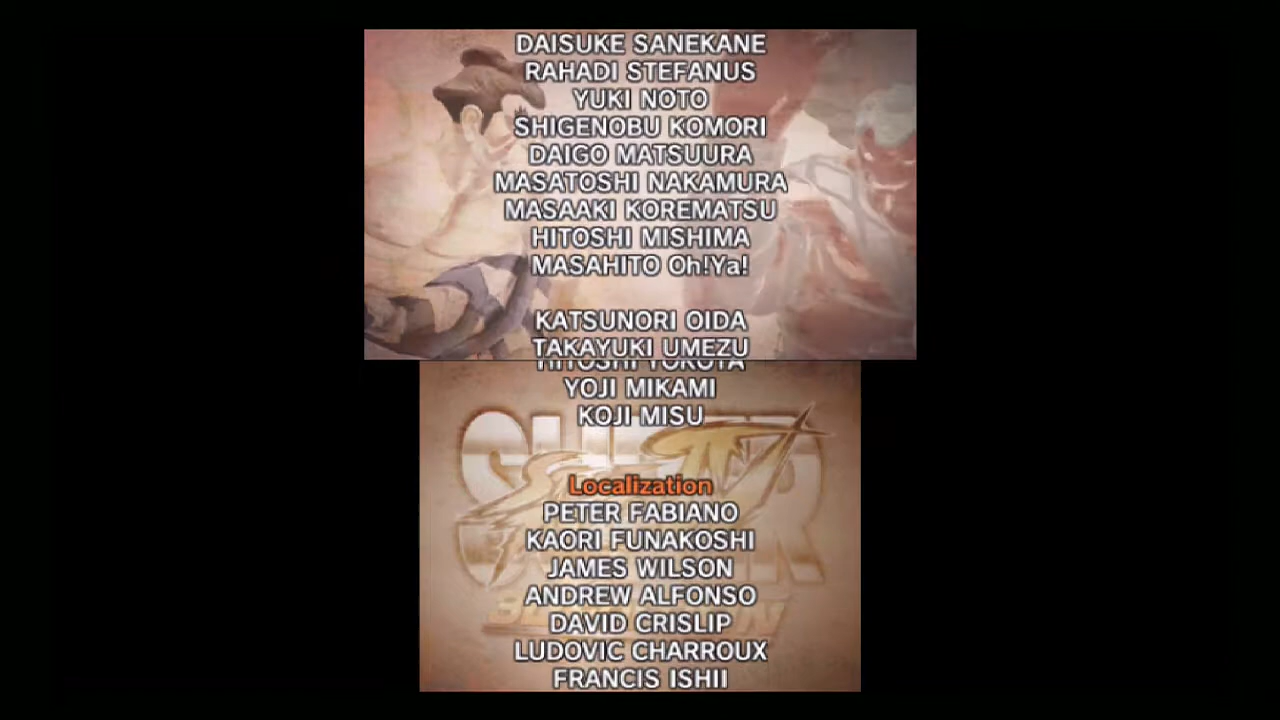 DAISUKE SANEKANE
RAHADI STEFANUS
YUKI NOTO
SHIGENOBU KOMORI
DAIGO MATSUURA
MASATOSHI NAKAMURA
MASAAKI KOREMATSU
HITOSHI MISHIMA
MASAHITO Oh!Ya!
KATSUNORI OIDA
TAKAYUKI UMEZU
HITOSHI YOKOTA
YOJI MIKAMI
KOJI MISU
Localization
PETER FABIANO
KAORI FUNAKOSHI
JAMES WILSON
ANDREW ALFONSO
DAVID CRISLIP
LUDOVIC CHARROUX
FRANCIS ISHII